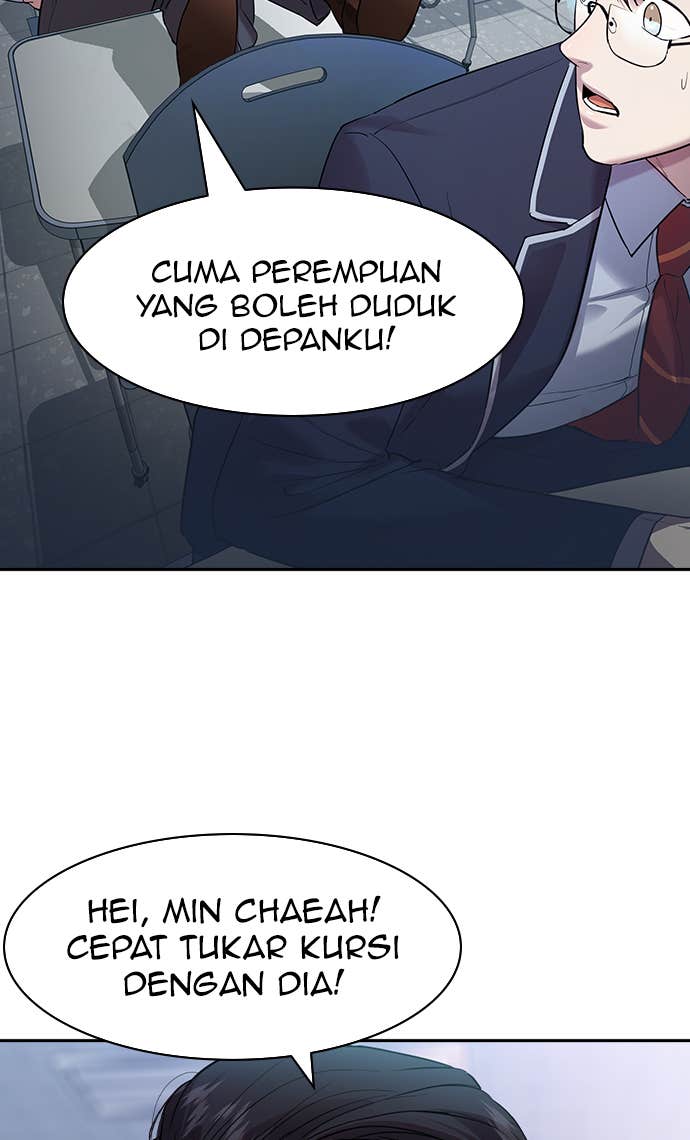 CUMA PEREMPUAN
YANG BOLEH DUDUK
DI DEPANKU!
HEI, MIN CHAEAH!
CEPAT TUKAR KURSI
DENGAN DIA!